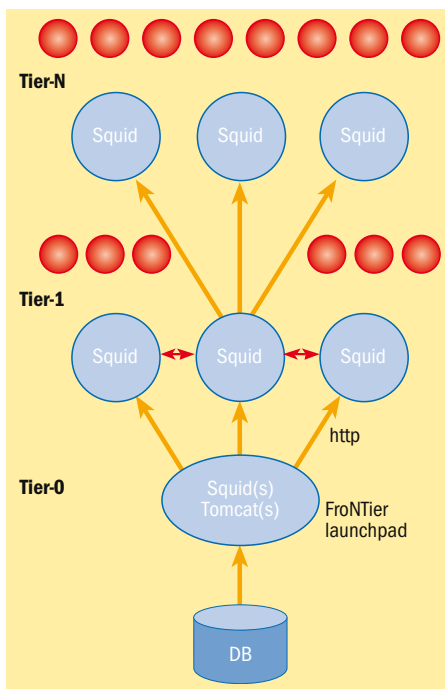 Tier-N
Squid
Squid
Squid
Tier-1
Squid
Squid
Squid
http
Tier-0
Squid(s)
Tomcat(s)
FroNTier
launchpad
DB